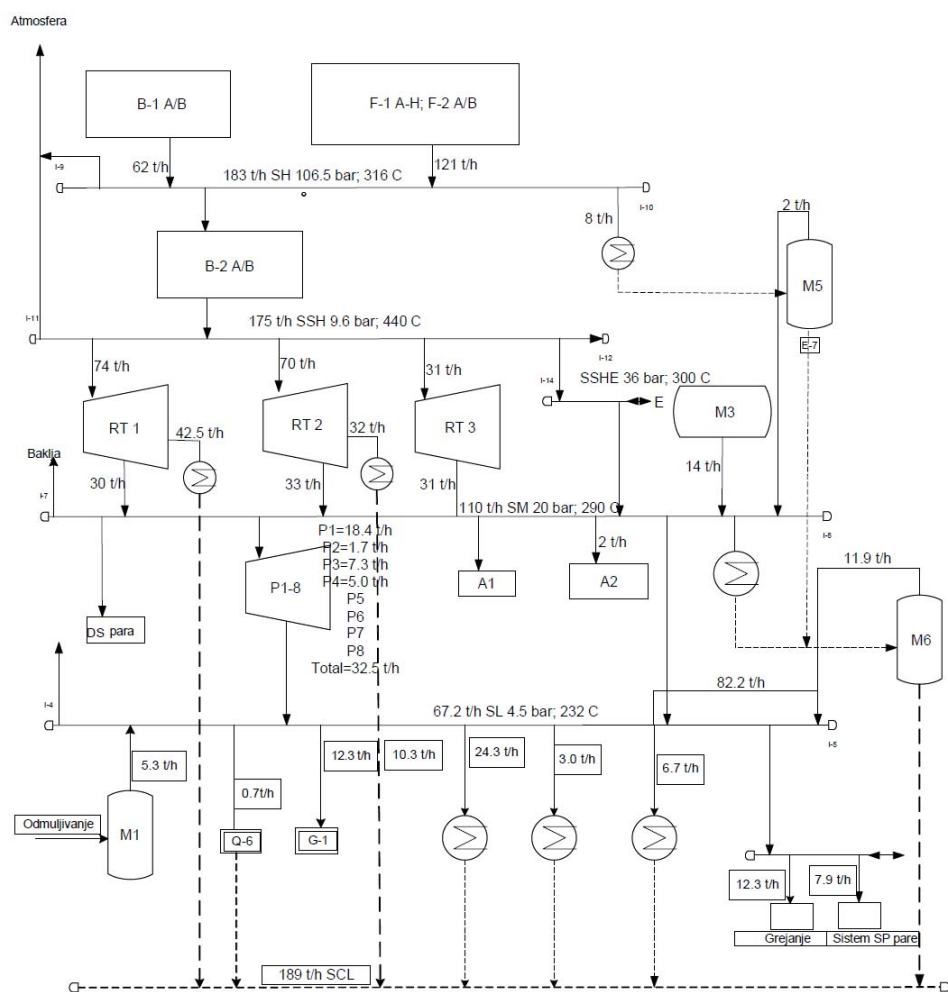 Atmosfera
B-1 A/B
F-1 A-H; F-2 A/B
I-9
62 t/h
121 t/h
183 t/h SH 106.5 bar; 316 C
I-10
2 t/h
8 t/h
B-2 A/B
M5
I-11
175 t/h SSH 9.6 bar; 440 C
I-12
E-7
74 t/h
70 t/h
31 t/h
I-14
SSHE 36 bar; 300 C
E
M3
RT 1
42.5 t/h
RT 2
32 t/h
RT 3
Baklja
30 t/h
33 t/h
31 t/h
14 t/h
I-7
110 t/h SM 20 bar; 290 C
I-6
P1=18.4 t/h
P2=1.7 t/h
P3=7.3 t/h
P4=5.0 t/h
P5
P6
P7
P8
Total=32.5 t/h
P1-8
2 t/h
A1
A2
11.9 t/h
DS para
M6
82.2 t/h
I-4
67.2 t/h SL 4.5 bar; 232 C
I-5
5.3 t/h
0.7t/h
12.3 t/h
10.3 t/h
24.3 t/h
3.0 t/h
6.7 t/h
Odmuljivanje
M1
Q-6
G-1
12.3 t/h
7.9 t/h
Grejanje
Sistem SP pare
189 t/h SCL